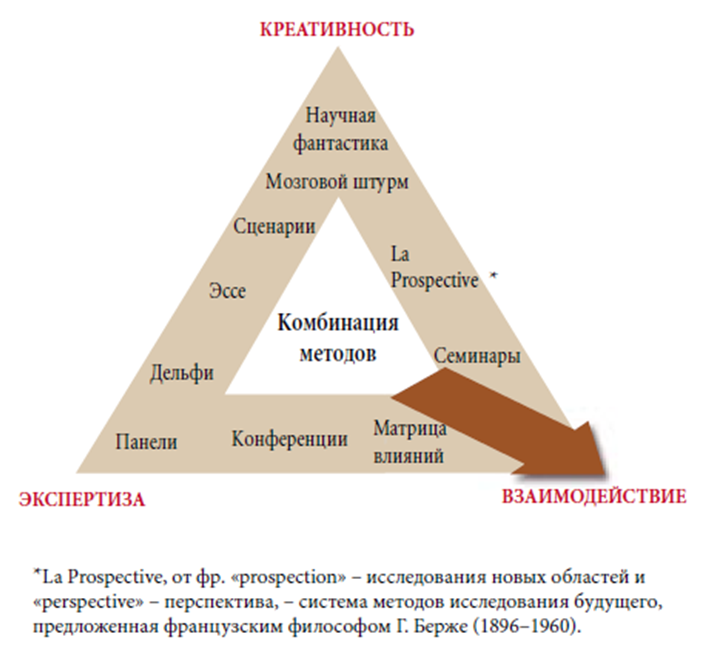 КРЕАТИВНОСТЬ
Научная
фантастика
Мозговой штурм
Сценарии
La
Prospective *
Эссе
Комбинация
методов
Семинары
Дельфи
Матрица
влияний
Панели
Конференции
ЭКСПЕРТИЗА
ВЗАИМОДЕЙСТВИЕ
*La Prospective, от фр. «prospection» – исследования новых областей и
«perspective» – перспектива, – система методов исследования будущего,
предложенная французским философом Г. Берже (1896–1960).